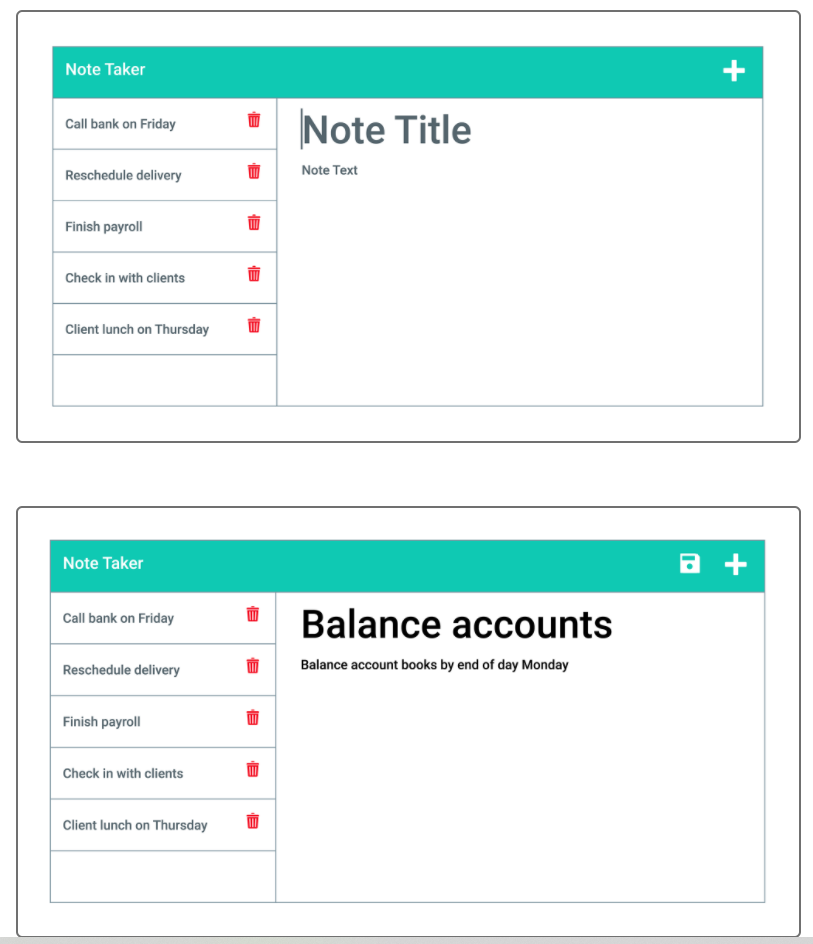 Note Taker
Call bank on Friday
Reschedule delivery
Finish payroll
Check in with clients
Client lunch on Thursday
Note Title
Note Text
Note Taker
Call bank on Friday
Reschedule delivery
Finish payroll
Check in with clients
Client lunch on Thursday
Balance accounts
Balance account books by end of day Monday